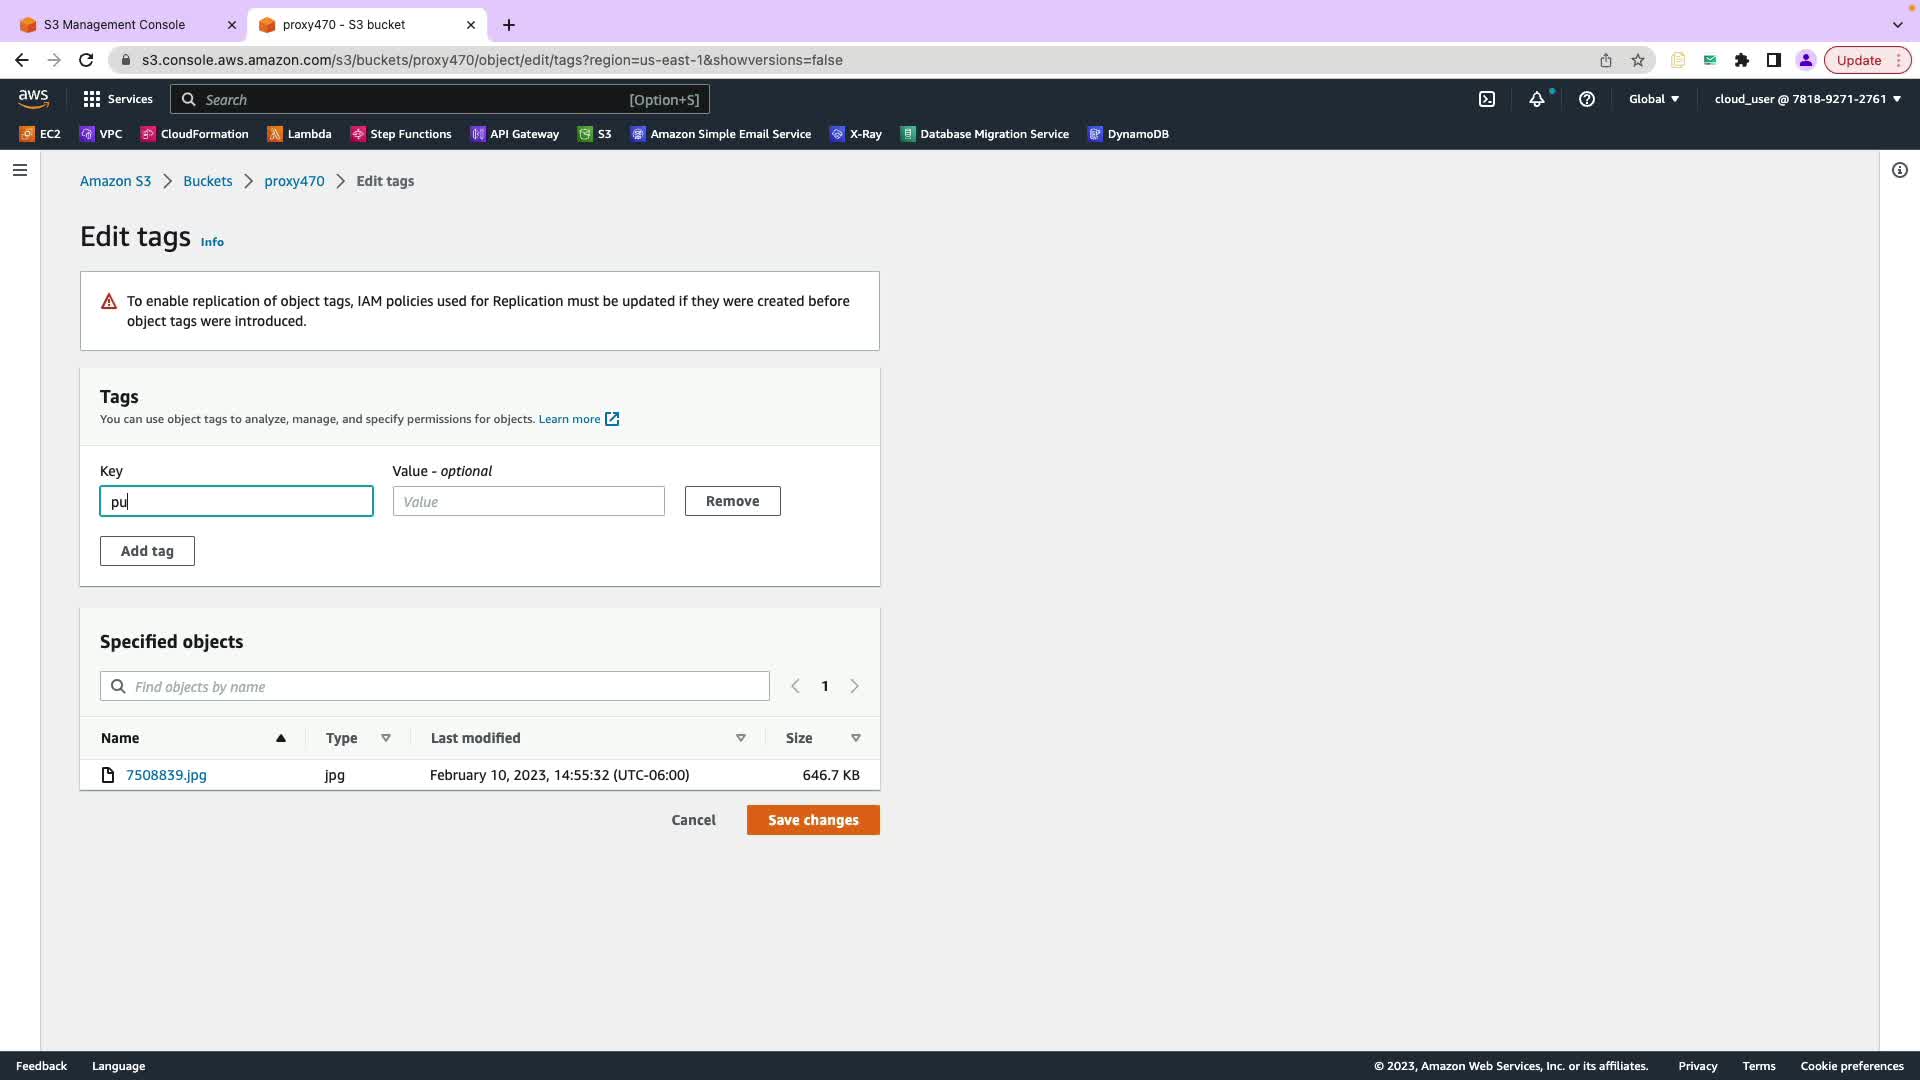 S3 Management Console
proxy470 - S3 bucket
s3.console.aws.amazon.com/s3/buckets/proxy470/object/edit/tags?region=us-east-1&showversions=false
Update
aws
Services
Search
[Option+S]
Global
cloud_user @ 7818-9271-2761
EC2
VPC
CloudFormation
Lambda
Step Functions
API Gateway
S3
Amazon Simple Email Service
X-Ray
Database Migration Service
DynamoDB
Amazon S3
Buckets
proxy470
Edit tags
Edit tags
Info
To enable replication of object tags, IAM policies used for Replication must be updated if they were created before
object tags were introduced.
Tags
You can use object tags to analyze, manage, and specify permissions for objects. Learn more
Key
Value - optional
pu
Value
Remove
Add tag
Specified objects
Find objects by name
1
Name
Type
Last modified
Size
7508839.jpg
jpg
February 10, 2023, 14:55:32 (UTC-06:00)
646.7 KB
Cancel
Save changes
Feedback
Language
© 2023, Amazon Web Services, Inc. or its affiliates.
Privacy
Terms
Cookie preferences